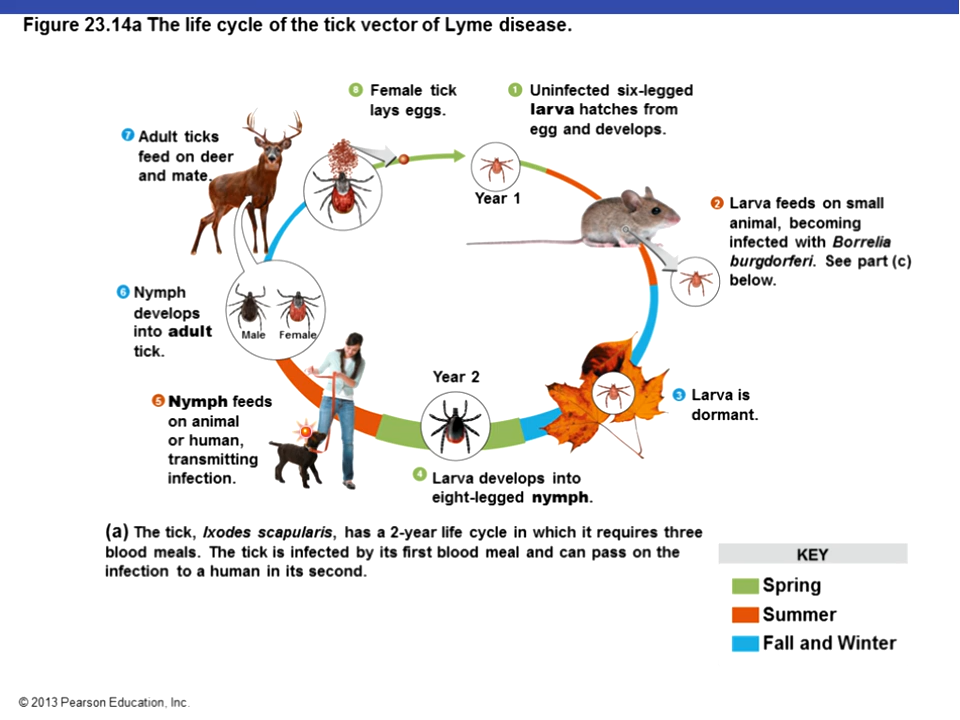 Figure 23.14a The life cycle of the tick vector of Lyme disease.
8 Female tick
lays eggs.
1 Uninfected six-legged
larva hatches from
egg and develops.
7 Adult ticks
feed on deer
and mate.
Year 1
2 Larva feeds on small
animal, becoming
infected with Borrelia
burgdorferi. See part (c)
below.
6 Nymph
develops
into adult
tick.
Male Female
Year 2
3 Larva is
dormant.
5 Nymph feeds
on animal
or human,
transmitting
infection.
4 Larva develops into
eight-legged nymph.
(a) The tick, Ixodes scapularis, has a 2-year life cycle in which it requires three
blood meals. The tick is infected by its first blood meal and can pass on the
infection to a human in its second.
KEY
Spring
Summer
Fall and Winter
© 2013 Pearson Education, Inc.